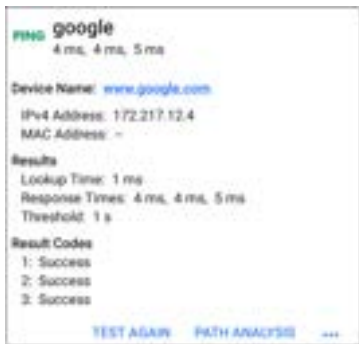 PING google
4 ms, 4 ms, 5 ms
Device Name: www.google.com
IPv4 Address: 172.217.12.4
MAC Address: --
Results
Lookup Time: 1 ms
Response Times: 4 ms, 4 ms, 5 ms
Threshold: 1 s
Result Codes
1: Success
2: Success
3: Success
TEST AGAIN PATH ANALYSIS ...